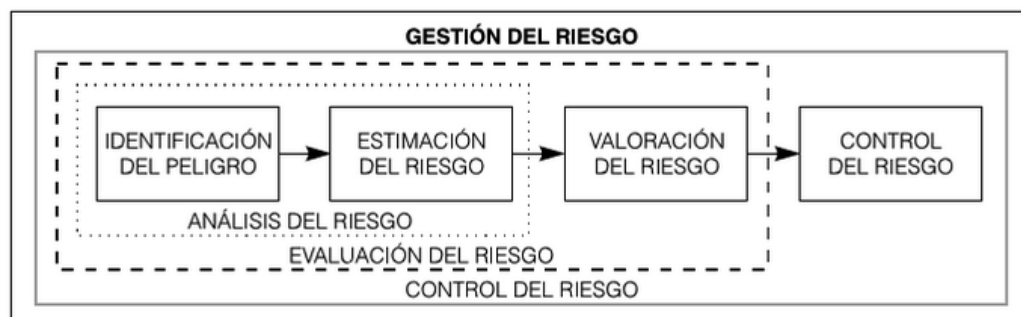 GESTIÓN DEL RIESGO
IDENTIFICACIÓN
DEL PELIGRO
ESTIMACIÓN
DEL RIESGO
VALORACIÓN
DEL RIESGO
CONTROL
DEL RIESGO
ANÁLISIS DEL RIESGO
EVALUACIÓN DEL RIESGO
CONTROL DEL RIESGO